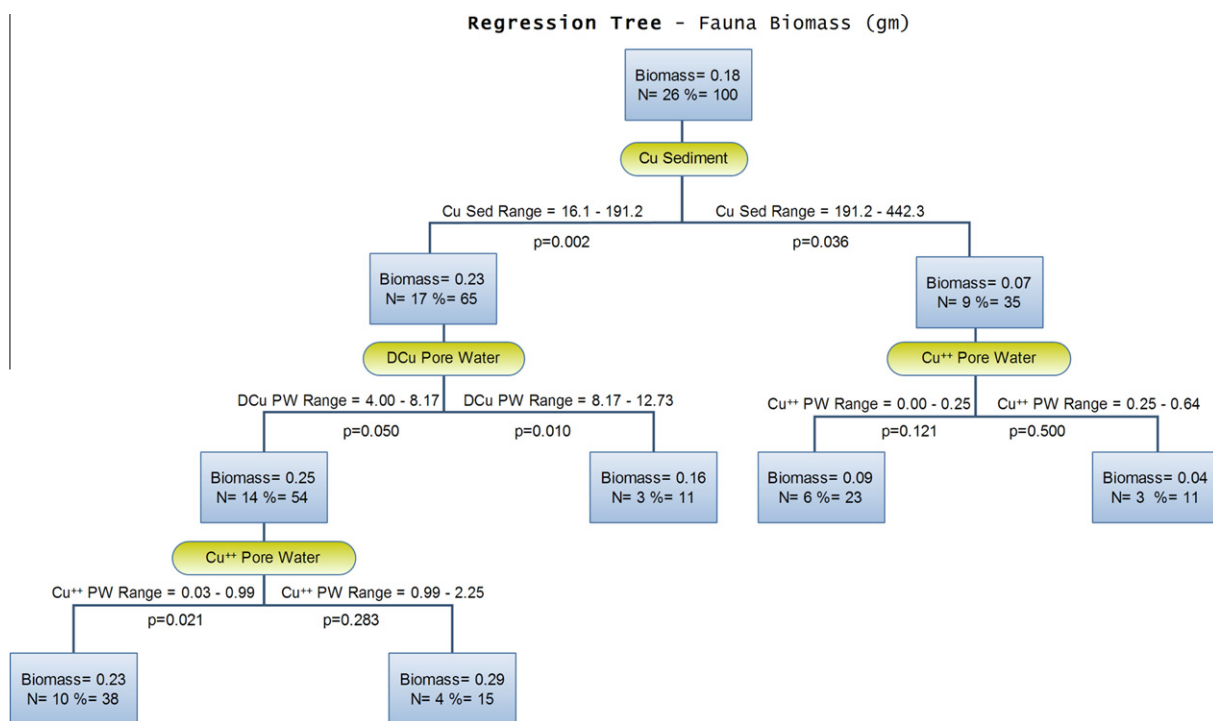 Regression Tree - Fauna Biomass (gm)
Biomass= 0.18
N= 26 %= 100
Cu Sediment
Cu Sed Range = 16.1 - 191.2
Cu Sed Range = 191.2 - 442.3
p=0.002
p=0.036
Biomass= 0.23
N= 17 %= 65
Biomass= 0.07
N= 9 %= 35
DCu Pore Water
Cu⁺⁺ Pore Water
DCu PW Range = 4.00 - 8.17
DCu PW Range = 8.17 - 12.73
Cu⁺⁺ PW Range = 0.00 - 0.25
Cu⁺⁺ PW Range = 0.25 - 0.64
p=0.050
p=0.010
p=0.121
p=0.500
Biomass= 0.25
N= 14 %= 54
Biomass= 0.16
N= 3 % 11
Biomass= 0.09
N= 6 % 23
Biomass= 0.04
N= 3 % 11
Cu⁺⁺ Pore Water
Cu⁺⁺ PW Range = 0.03 - 0.99
Cu⁺⁺ PW Range = 0.99 - 2.25
p=0.021
p=0.283
Biomass= 0.23
N= 10 %= 38
Biomass= 0.29
N= 4 %= 15